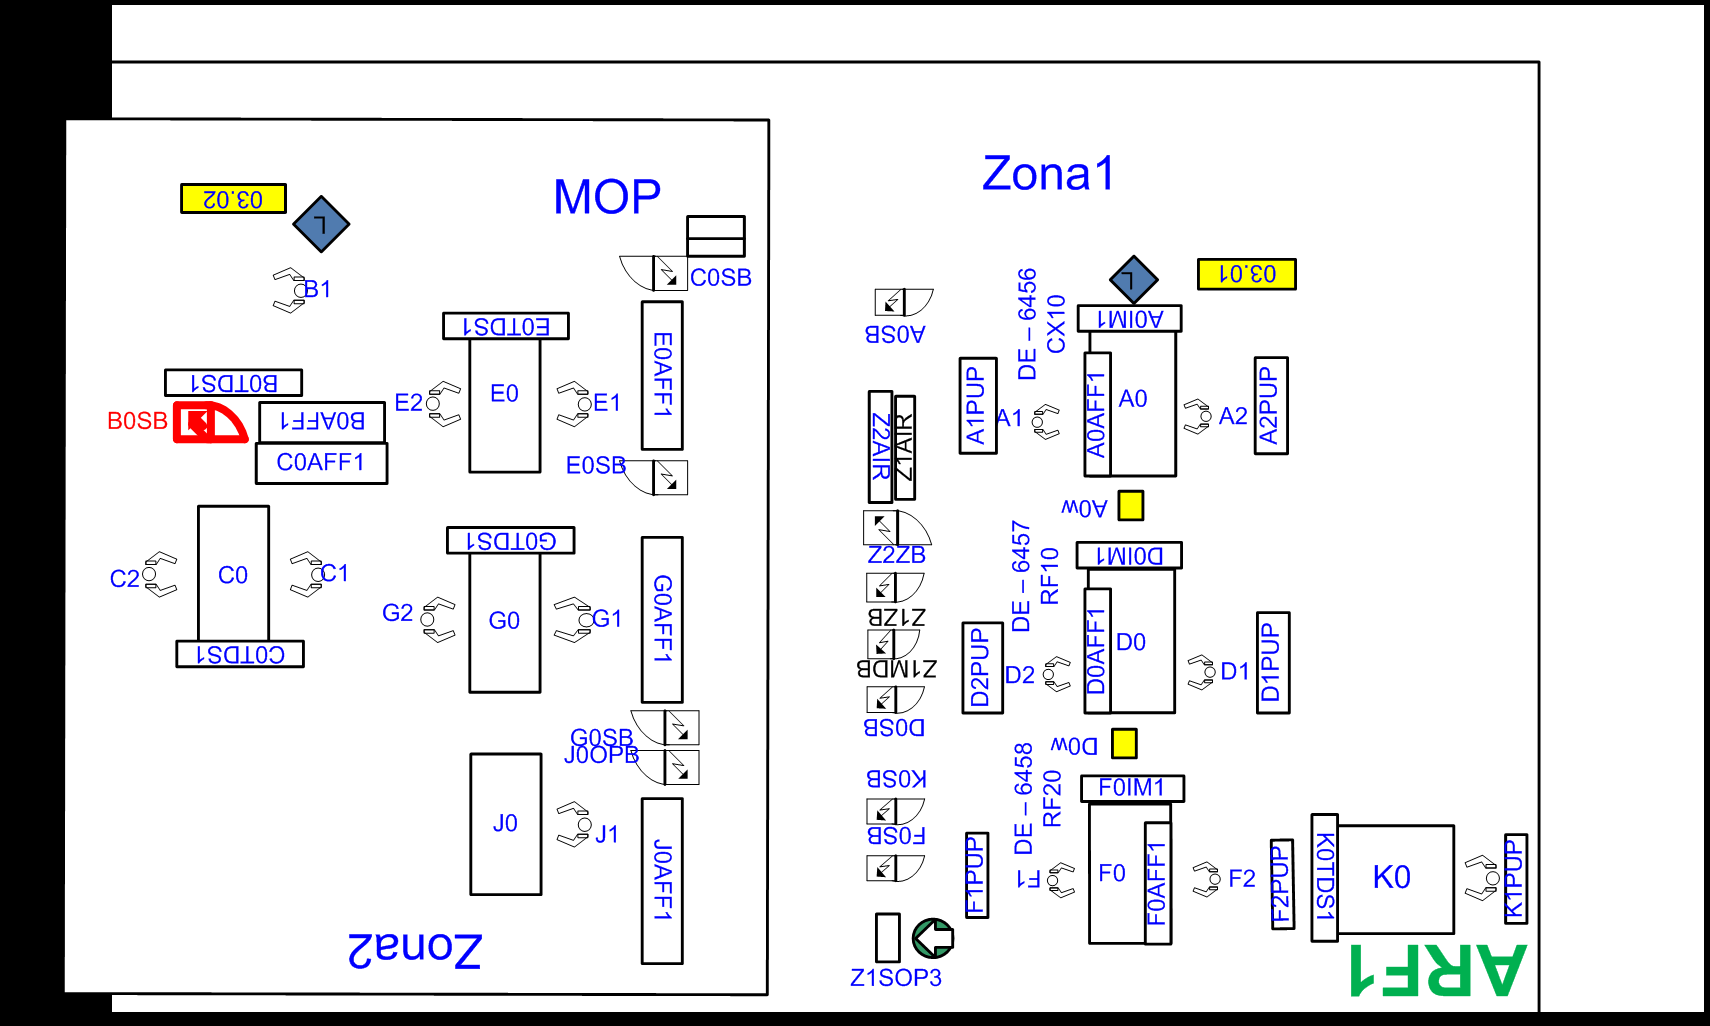 MOP
Zona1
03.02
L
B1
C0SB
E0TDS1
E0AFF1
B0TDS1
B0SB
B0AFF1
C0AFF1
E2
E0
E1
E0SB
C2
C0
C1
C0TDS1
G0TDS1
G2
G0
G1
G0AFF1
G0SB
J0OPB
J0
J1
J0AFF1
Zona2
A0SB
DE – 6456
CX10
L
03.01
A0IM1
A1PUP
A1
A0AFF1
A0
A2
A2PUP
Z2AIR
Z1AIR
A0w
Z2ZB
Z1ZB
Z1MDB
D0SB
DE – 6457
RF10
D0IM1
D2PUP
D2
D0AFF1
D0
D1
D1PUP
D0w
K0SB
F0SB
DE – 6458
RF20
F0IM1
F1PUP
F1
F0
F0AFF1
F2
F2PUP
K0TDS1
K0
K1PUP
Z1SOP3
ARF1